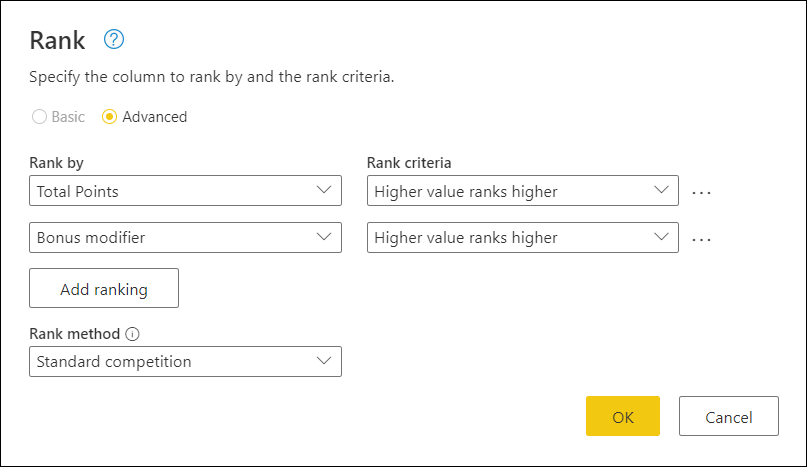 Rank ?
Specify the column to rank by and the rank criteria.
Basic Advanced
Rank by Rank criteria
Total Points Higher value ranks higher ...
Bonus modifier Higher value ranks higher ...
Add ranking
Rank method i
Standard competition
OK Cancel